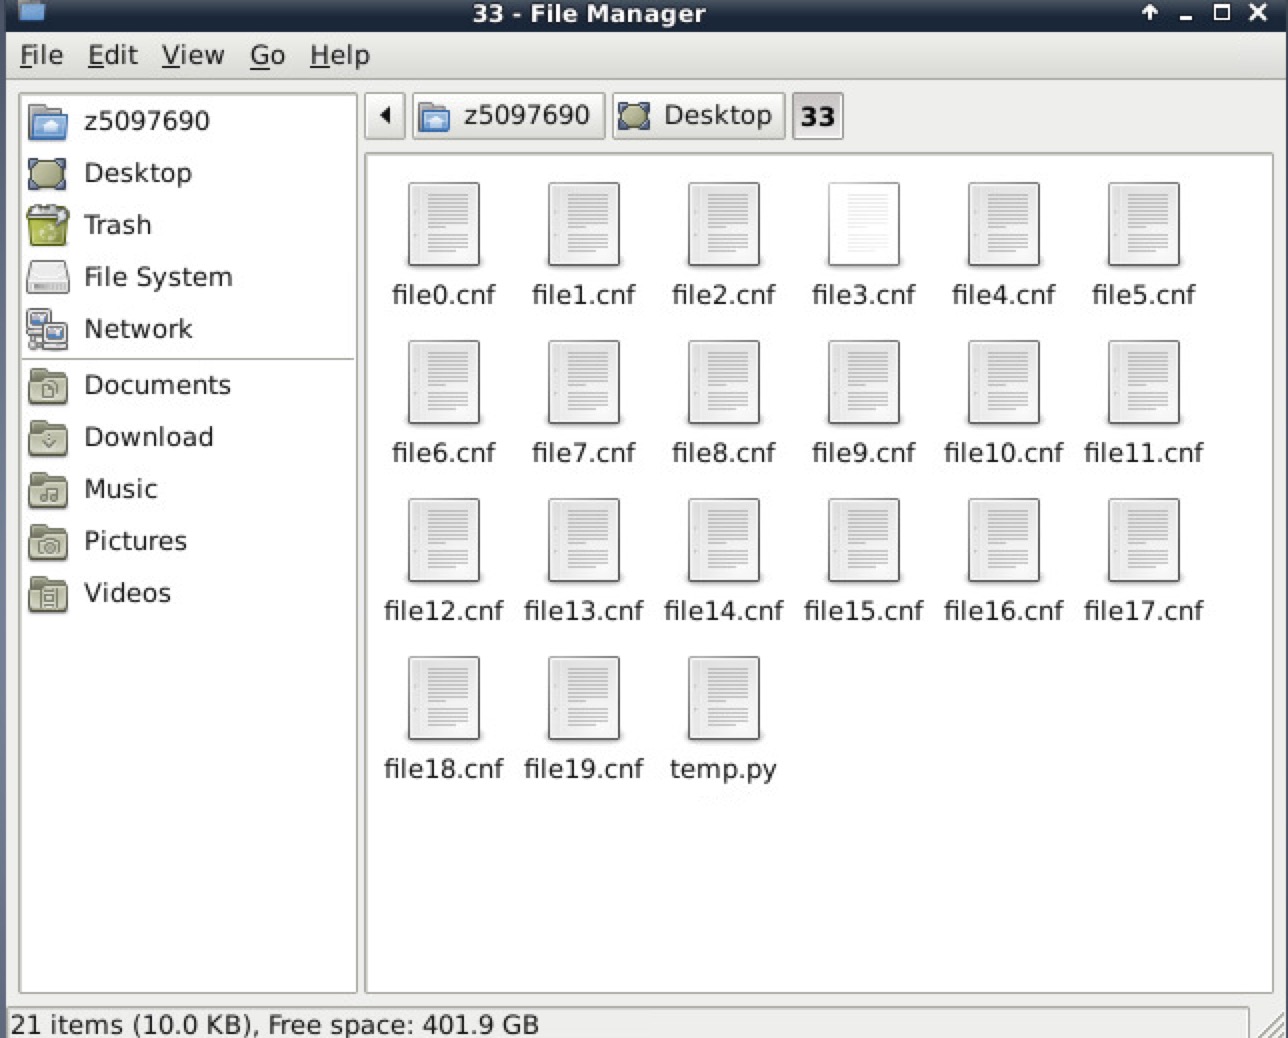 33 - File Manager
File Edit View Go Help
z5097690
Desktop
Trash
File System
Network
Documents
Download
Music
Pictures
Videos
z5097690 Desktop 33
file0.cnf file1.cnf file2.cnf file3.cnf file4.cnf file5.cnf
file6.cnf file7.cnf file8.cnf file9.cnf file10.cnf file11.cnf
file12.cnf file13.cnf file14.cnf file15.cnf file16.cnf file17.cnf
file18.cnf file19.cnf temp.py
21 items (10.0 KB), Free space: 401.9 GB